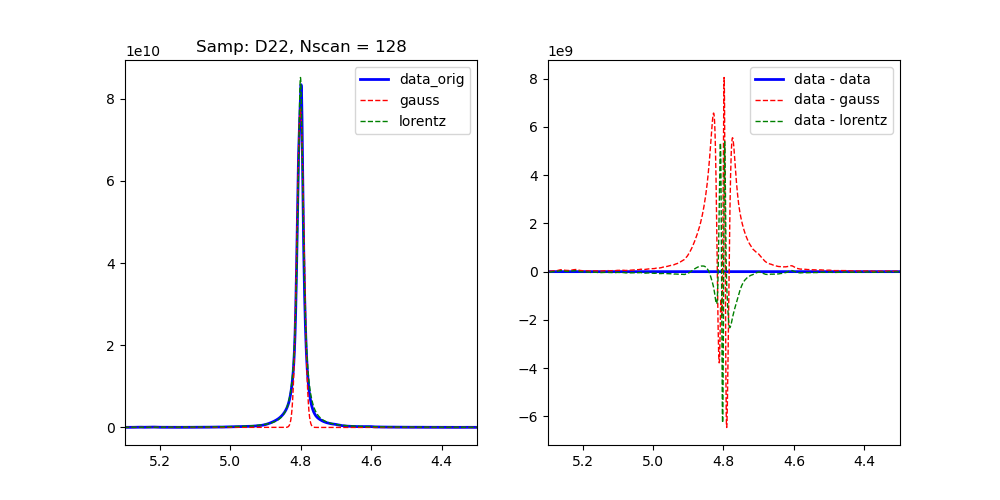 Samp: D22, Nscan = 128
1e10
data_orig
gauss
lorentz
8
6
4
2
0
5.2 5.0 4.8 4.6 4.4
1e9
data - data
data - gauss
data - lorentz
8
6
4
2
0
−2
−4
−6
5.2 5.0 4.8 4.6 4.4